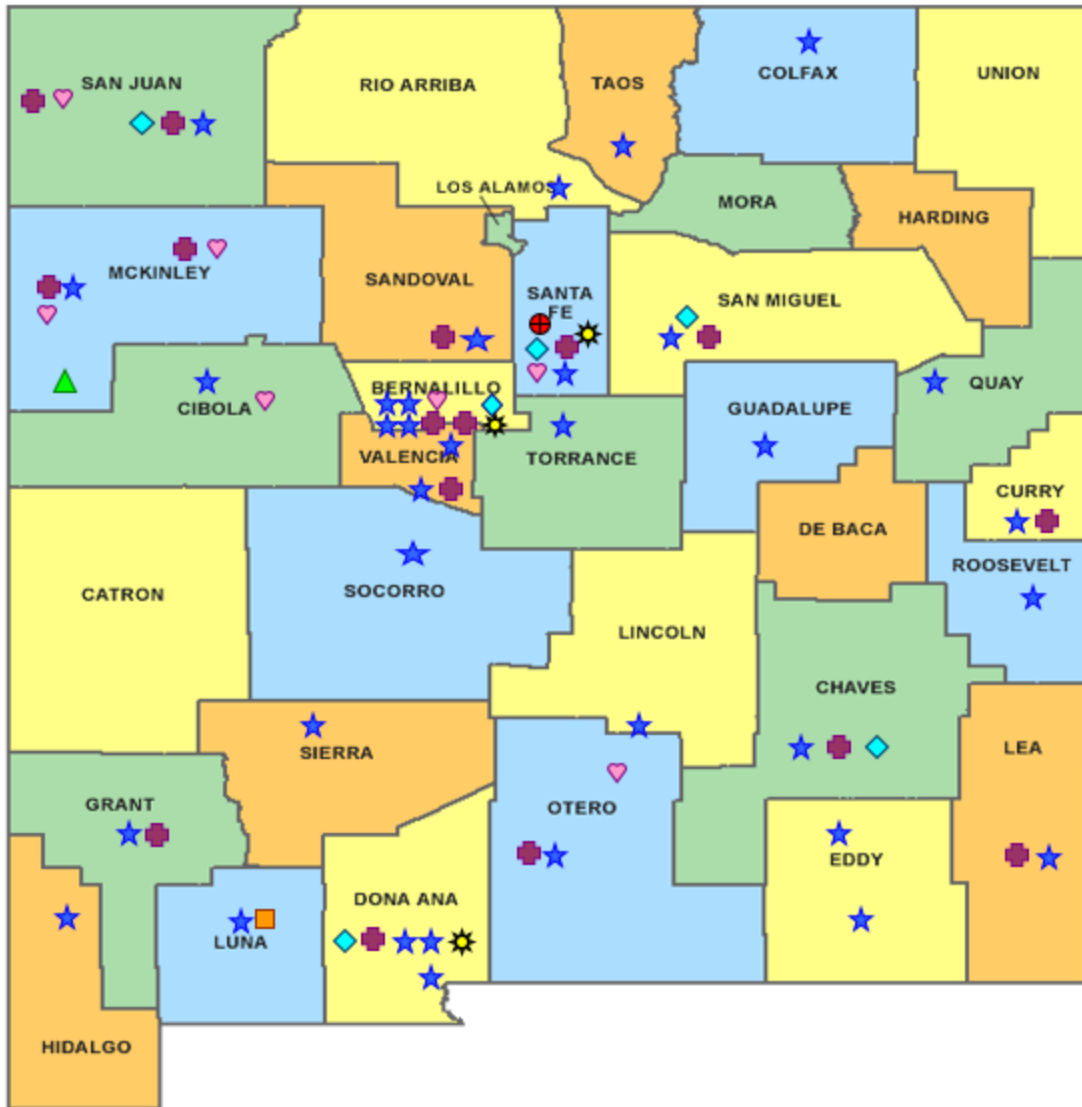 SAN JUAN
RIO ARRIBA
TAOS
COLFAX
UNION
LOS ALAMOS
MORA
HARDING
MCKINLEY
SANDOVAL
SANTA
FE
SAN MIGUEL
CIBOLA
BERNALILLO
GUADALUPE
QUAY
VALENCIA
TORRANCE
CURRY
DE BACA
ROOSEVELT
CATRON
SOCORRO
LINCOLN
CHAVES
SIERRA
LEA
GRANT
OTERO
EDDY
DONA ANA
LUNA
HIDALGO